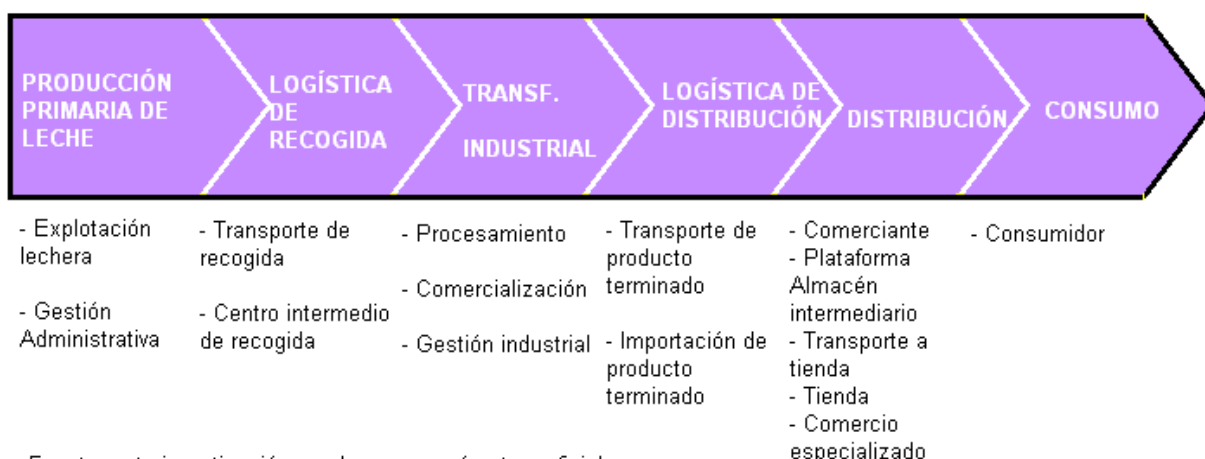 PRODUCCIÓN
PRIMARIA DE
LECHE
LOGÍSTICA
DE
RECOGIDA
TRANSF.
INDUSTRIAL
LOGÍSTICA DE
DISTRIBUCIÓN
DISTRIBUCIÓN
CONSUMO
- Explotación
lechera
- Gestión
Administrativa
- Transporte de
recogida
- Centro intermedio
de recogida
- Procesamiento
- Comercialización
- Gestión industrial
- Transporte de
producto
terminado
- Importación de
producto
terminado
- Comerciante
- Plataforma
Almacén
intermediario
- Transporte a
tienda
- Tienda
- Comercio
especializado
- Consumidor